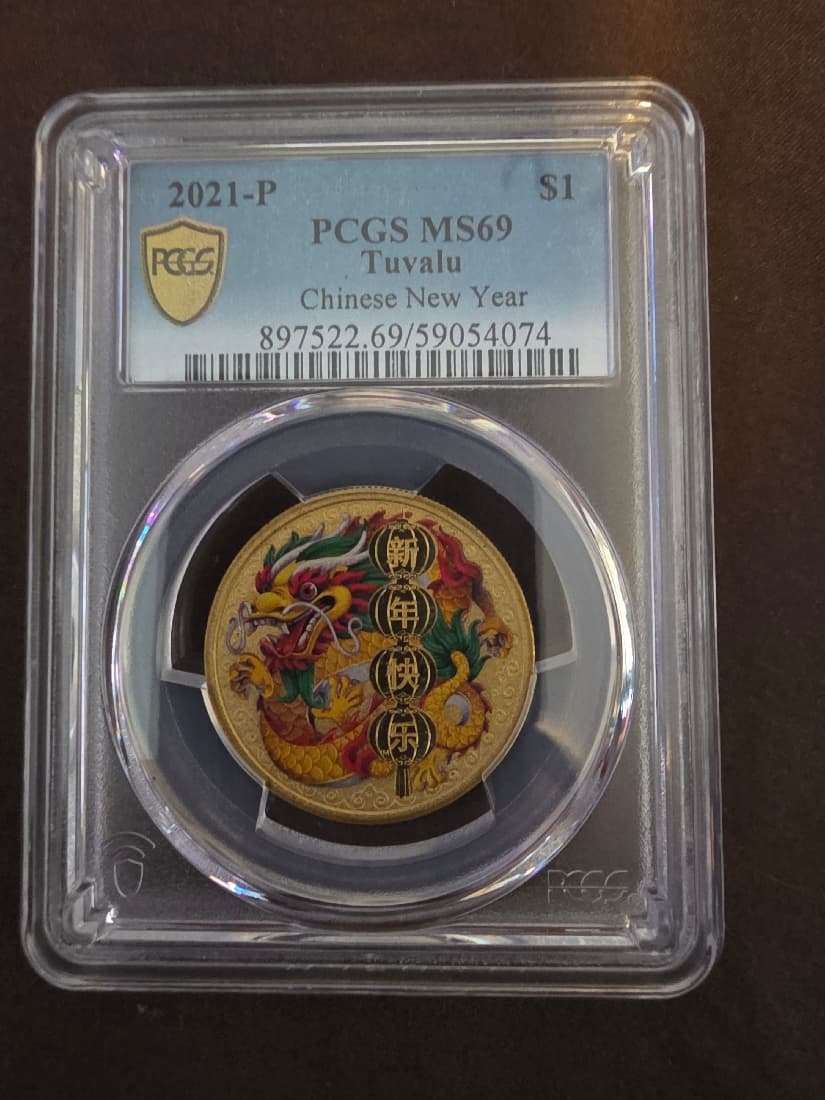 2021-P
$1
PCGS MS69
PCGS
Tuvalu
Chinese New Year
897522.69/59054074
新
年
快
乐
PCGS